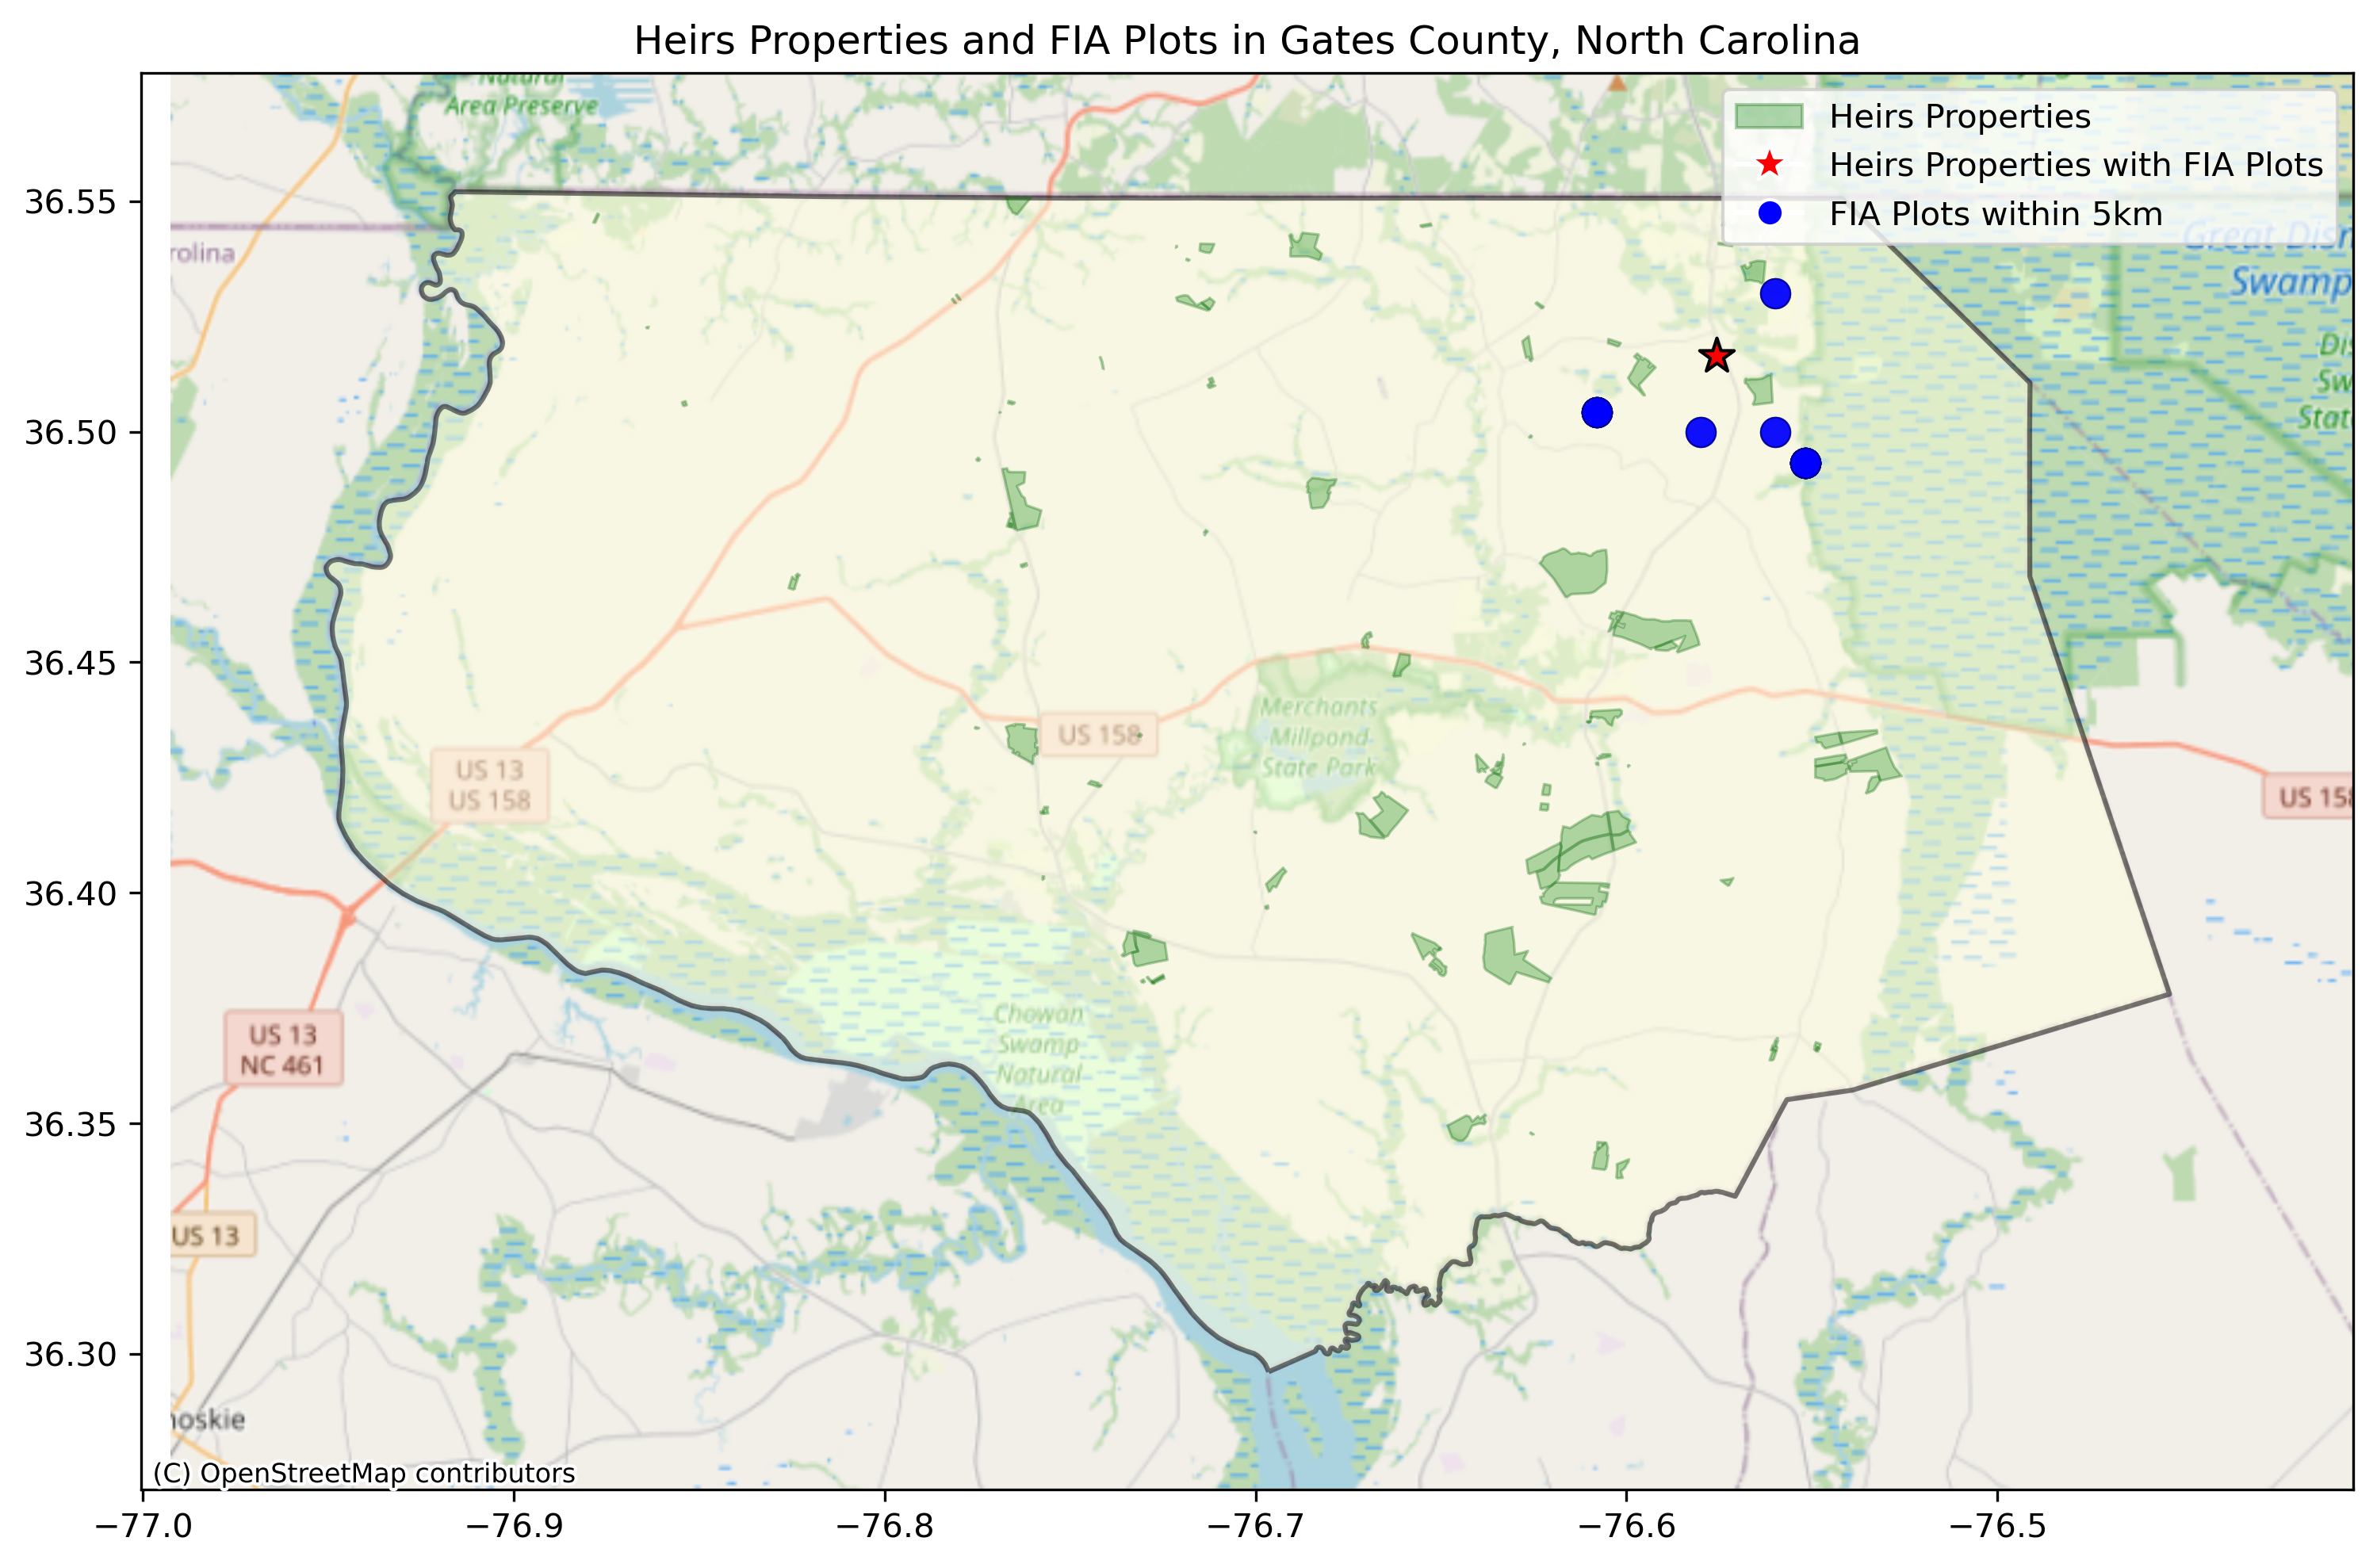 Heirs Properties and FIA Plots in Gates County, North Carolina
Natural
Area Preserve
Heirs Properties
Heirs Properties with FIA Plots
FIA Plots within 5km
36.55
rolina
Great Dis
Swamp
Dis
Sw
State
36.50
36.45
Merchants
Millpond
State Park
US 158
US 13
US 158
US 158
36.40
US 13
NC 461
Chowan
Swamp
Natural
Area
36.35
US 13
36.30
hoskie
(C) OpenStreetMap contributors
−77.0
−76.9
−76.8
−76.7
−76.6
−76.5